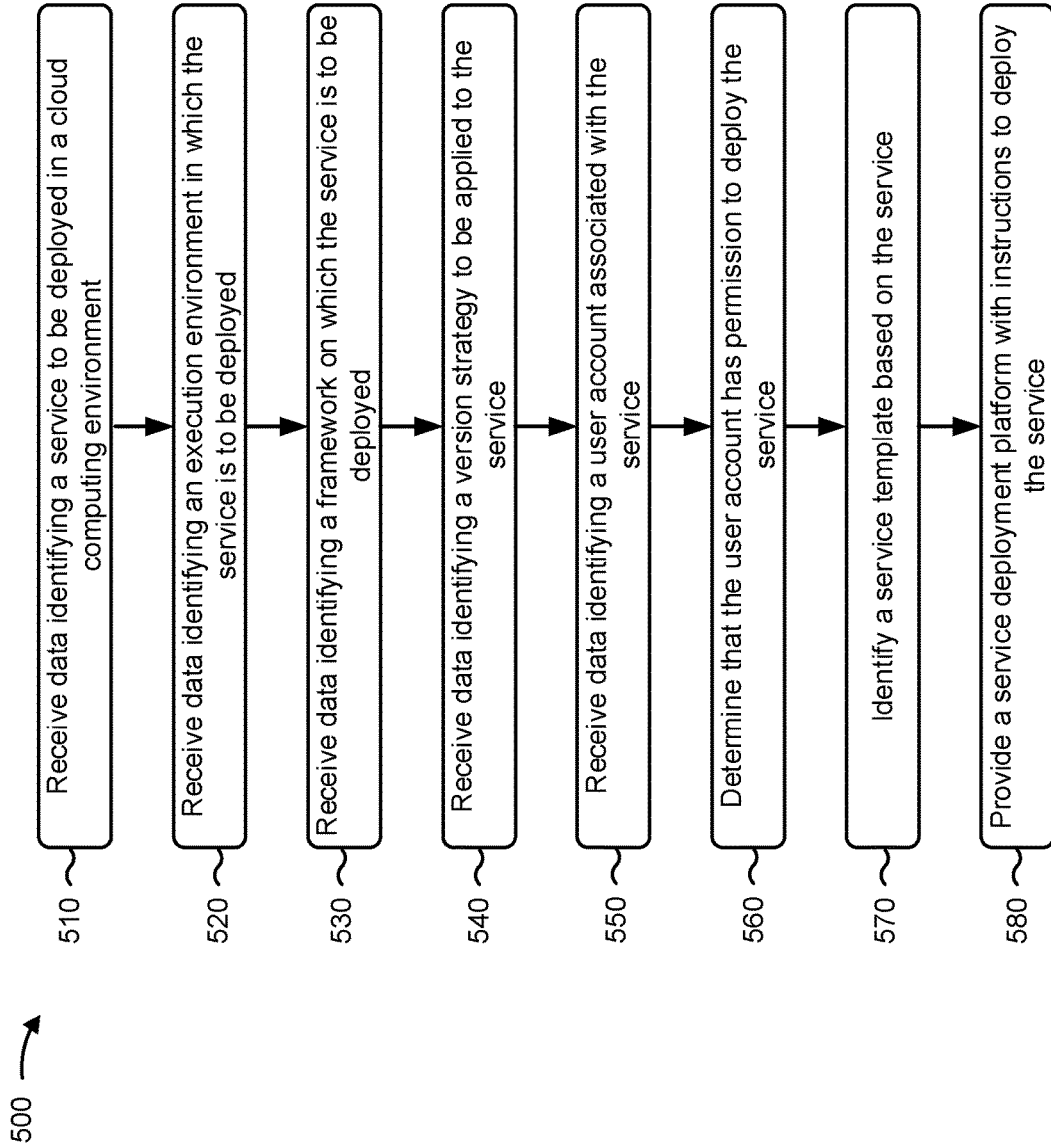 500
510
Receive data identifying a service to be deployed in a cloud
computing environment
520
Receive data identifying an execution environment in which the
service is to be deployed
530
Receive data identifying a framework on which the service is to be
deployed
540
Receive data identifying a version strategy to be applied to the
service
550
Receive data identifying a user account associated with the
service
560
Determine that the user account has permission to deploy the
service
570
Identify a service template based on the service
580
Provide a service deployment platform with instructions to deploy
the service